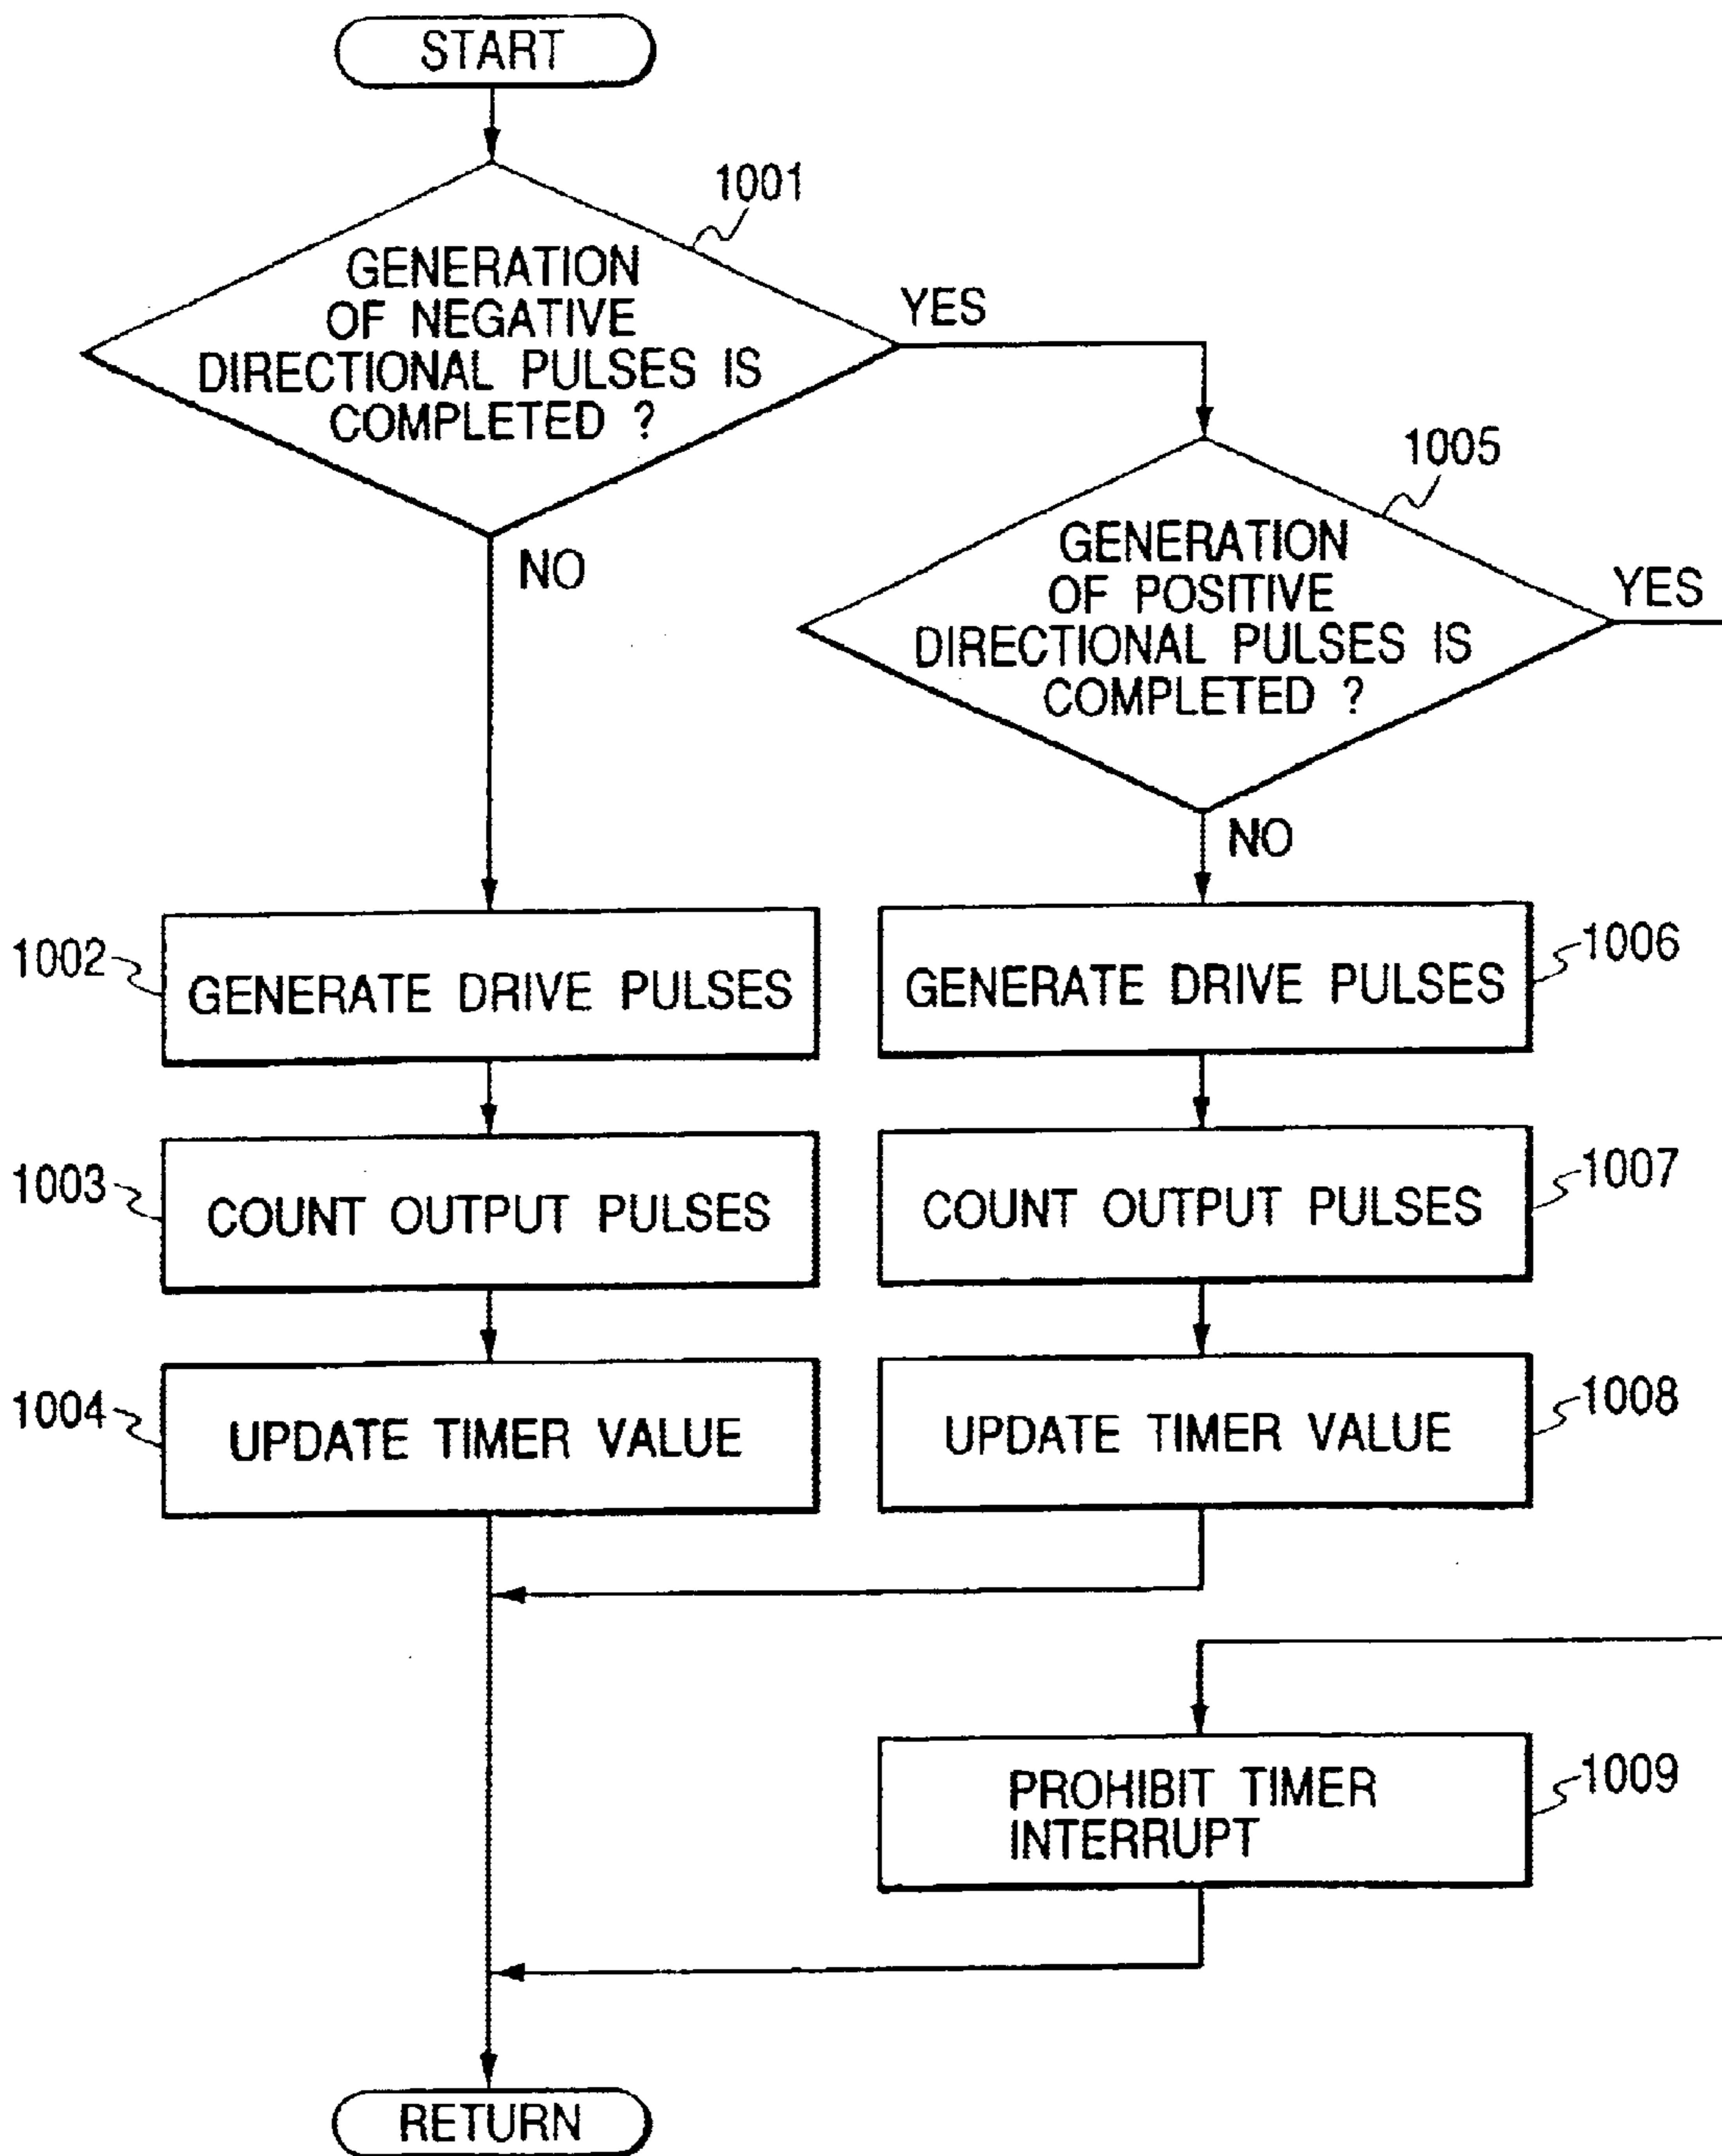 START
1001
GENERATION
OF NEGATIVE
DIRECTIONAL PULSES IS
COMPLETED ?
YES
NO
1005
GENERATION
OF POSITIVE
DIRECTIONAL PULSES IS
COMPLETED ?
YES
NO
1002
GENERATE DRIVE PULSES
1006
GENERATE DRIVE PULSES
1003
COUNT OUTPUT PULSES
1007
COUNT OUTPUT PULSES
1004
UPDATE TIMER VALUE
1008
UPDATE TIMER VALUE
1009
PROHIBIT TIMER
INTERRUPT
RETURN